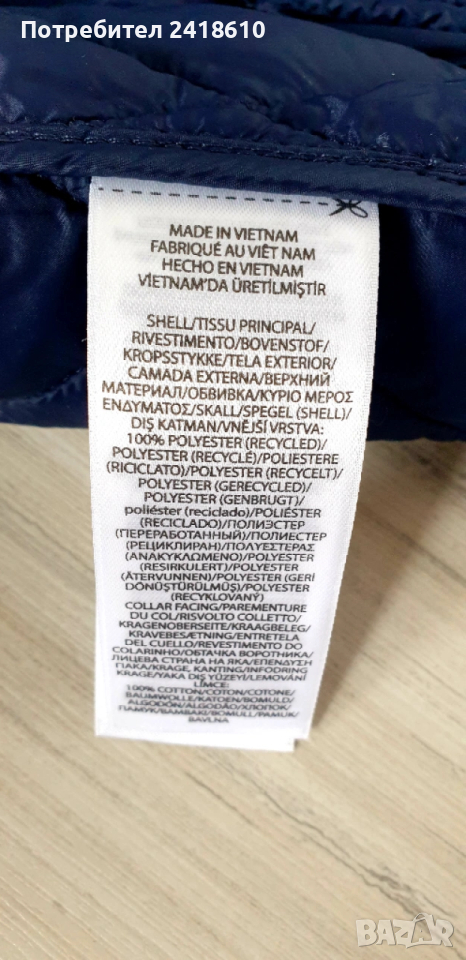 Потребител 2418610
MADE IN VIETNAM
FABRIQUÉ AU VIÊT NAM
HECHO EN VIETNAM
VİETNAM'DA ÜRETİLMİŞTİR
SHELL/TISSU PRINCIPAL/
RIVESTIMENTO/BOVENSTOF/
KROPSSTYKKE/TELA EXTERIOR/
CAMADA EXTERNA/ВЕРХНИЙ
МАТЕРИАЛ/ОБВИВКА/ΚΥΡΙΟ ΜΕΡΟΣ
ΕΝΔΥΜΑΤΟΣ/SKALL/SPEGEL (SHELL)/
DIŞ KATMAN/VNĚJŠÍ VRSTVA:
100% POLYESTER (RECYCLED)/
POLYESTER (RECYCLÉ)/POLIESTERE
(RICICLATO)/POLYESTER (RECYCELT)/
POLYESTER (GERECYCLED)/
POLYESTER (GENBRUGT)/
poliéster (reciclado)/POLIÉSTER
(RECICLADO)/ПОЛИЭСТЕР
(ПЕРЕРАБОТАННЫЙ)/ПОЛИЕСТЕР
(РЕЦИКЛИРАН)/ΠΟΛΥΕΣΤΕΡΑΣ
(ΑΝΑΚΥΚΛΩΜΕΝΟ)/POLYESTER
(RESIRKULERT)/POLYESTER
(ÅTERVUNNEN)/POLYESTER (GERİ
DÖNÜŞTÜRÜLMÜŞ)/POLYESTER
(RECYKLOVANÝ)
COLLAR FACING/PAREMENTURE
DU COL/RISVOLTO COLLETTO/
KRAGENOBERSEITE/KRAAGBELEG/
KRAVEBESÆTNING/ENTRETELA
DEL CUELLO/REVESTIMENTO DO
COLARINHO/ОБТАЧКА ВОРОТНИКА/
ЛИЦЕВА СТРАНА НА ЯКА/ΕΠΕΝΔΥΣΗ
ΓΙΑΚΑ/KRAGE, KANTING/INFODRING
KRAGE/YAKA DIŞ YÜZEYİ/LEMOVÁNÍ
LÍMCE:
100% COTTON/COTON/COTONE/
BAUMWOLLE/KATOEN/BOMULD/
ALGODÓN/ALGODÃO/ХЛОПОК/
ПАМУК/ΒΑΜΒΑΚΙ/BOMULL/PAMUK/
BAVLNA
BAZAR